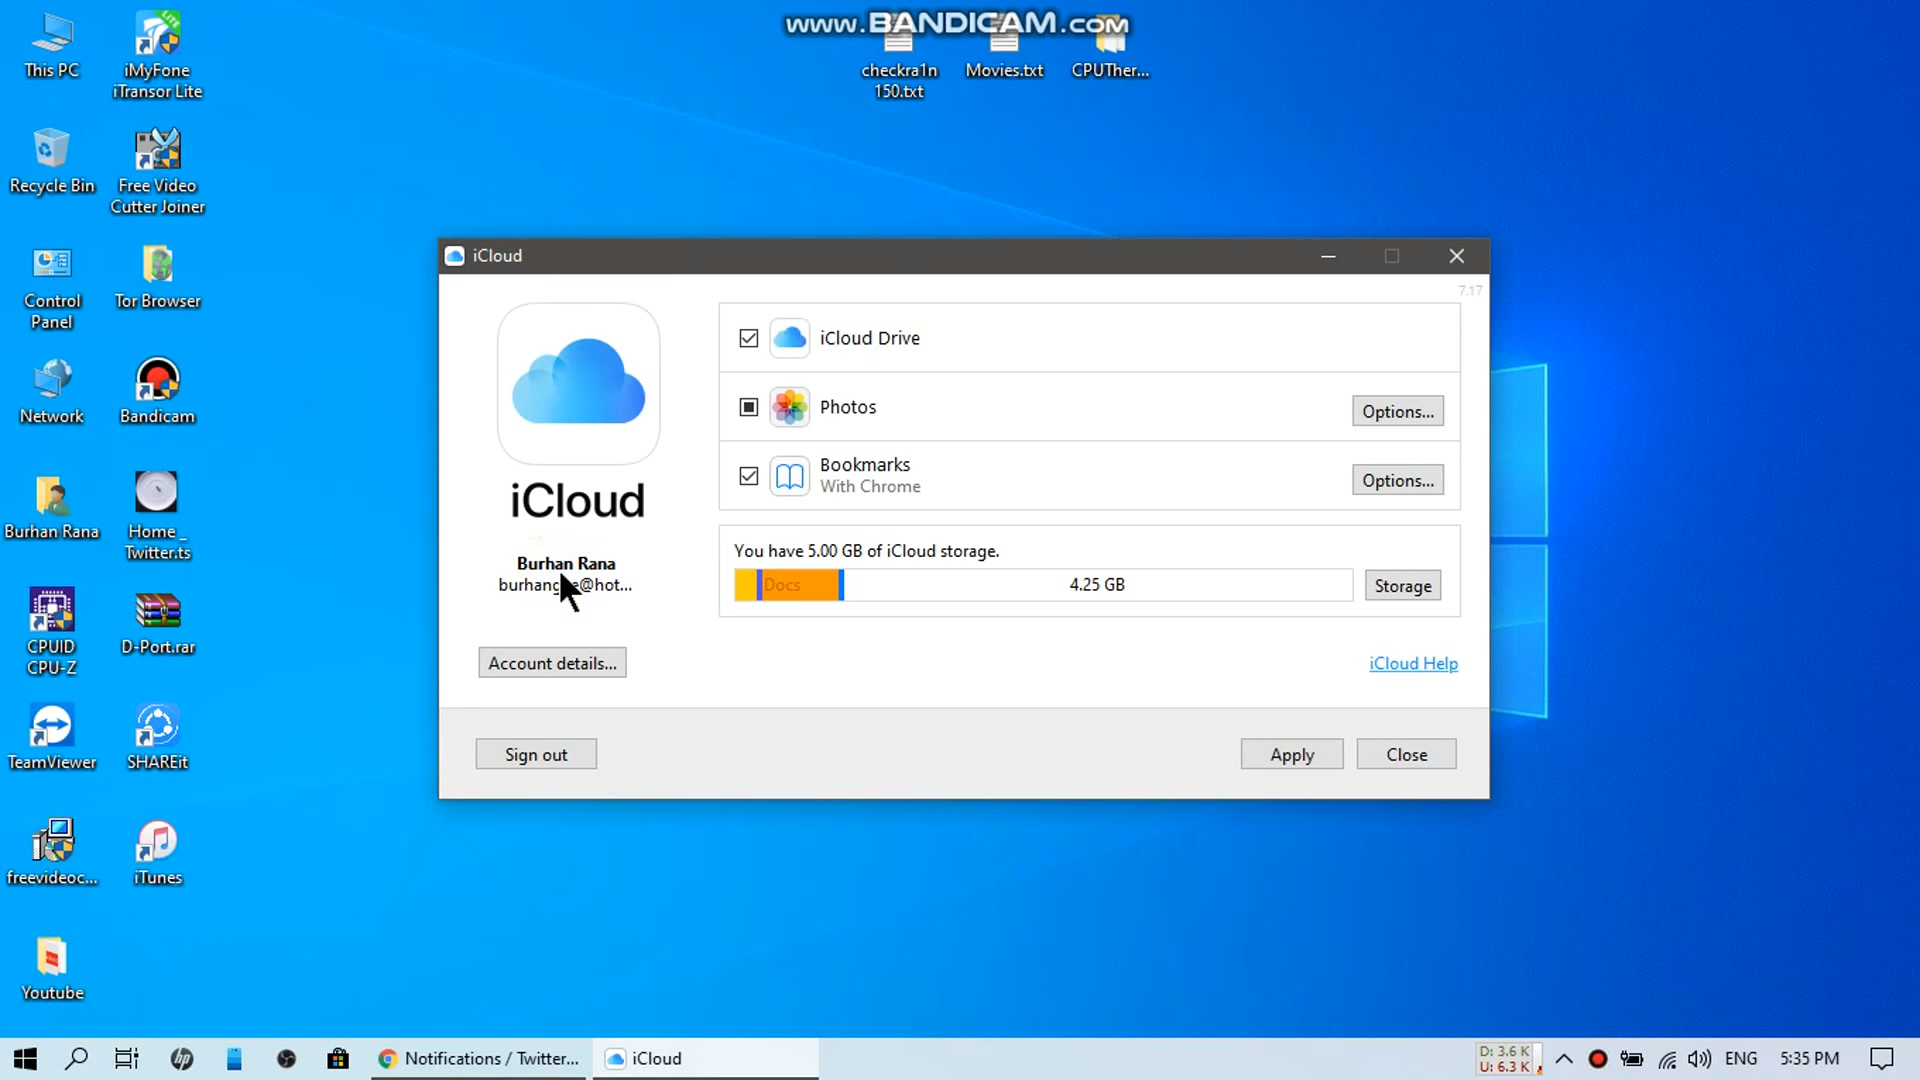 www.BANDICAM.com
This PC
iMyFone
iTransor Lite
checkra1n
150.txt
Movies.txt
CPUTher...
Recycle Bin
Free Video
Cutter Joiner
Control
Panel
Tor Browser
Network
Bandicam
Burhan Rana
Home _
Twitter.ts
CPUID
CPU-Z
D-Port.rar
TeamViewer
SHAREit
freevideoc...
iTunes
Youtube
iCloud
7.17
iCloud
Burhan Rana
Account details...
iCloud Drive
Photos
Options...
Bookmarks
With Chrome
Options...
You have 5.00 GB of iCloud storage.
Docs
4.25 GB
Storage
iCloud Help
Sign out
Apply
Close
hp
Notifications / Twitter...
iCloud
D: 3.6 K
U: 6.3 K
ENG
5:35 PM